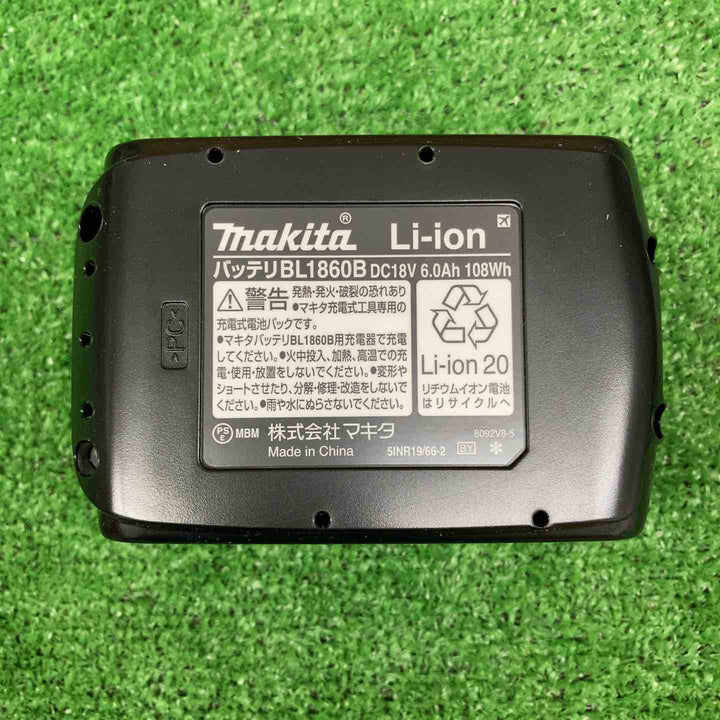 makita® Li-ion
バッテリBL1860B DC18V 6.0Ah 108Wh
警告 発熱・発火・破裂の恐れあり
●マキタ充電式工具専用の
充電式電池パックです。
●マキタバッテリBL1860B用充電器で充電
してください。●火中投入、加熱、高温での充
電・使用・放置をしないでください。●変形や
ショートさせたり、分解・修理・改造をしないで
ください。●雨や水にぬらさないでください。
Li-ion 20
リチウムイオン電池
はリサイクルへ
PS
E MBM 株式会社マキタ
Made in China
8092V8-5
5INR19/66-2 BY
>PC<